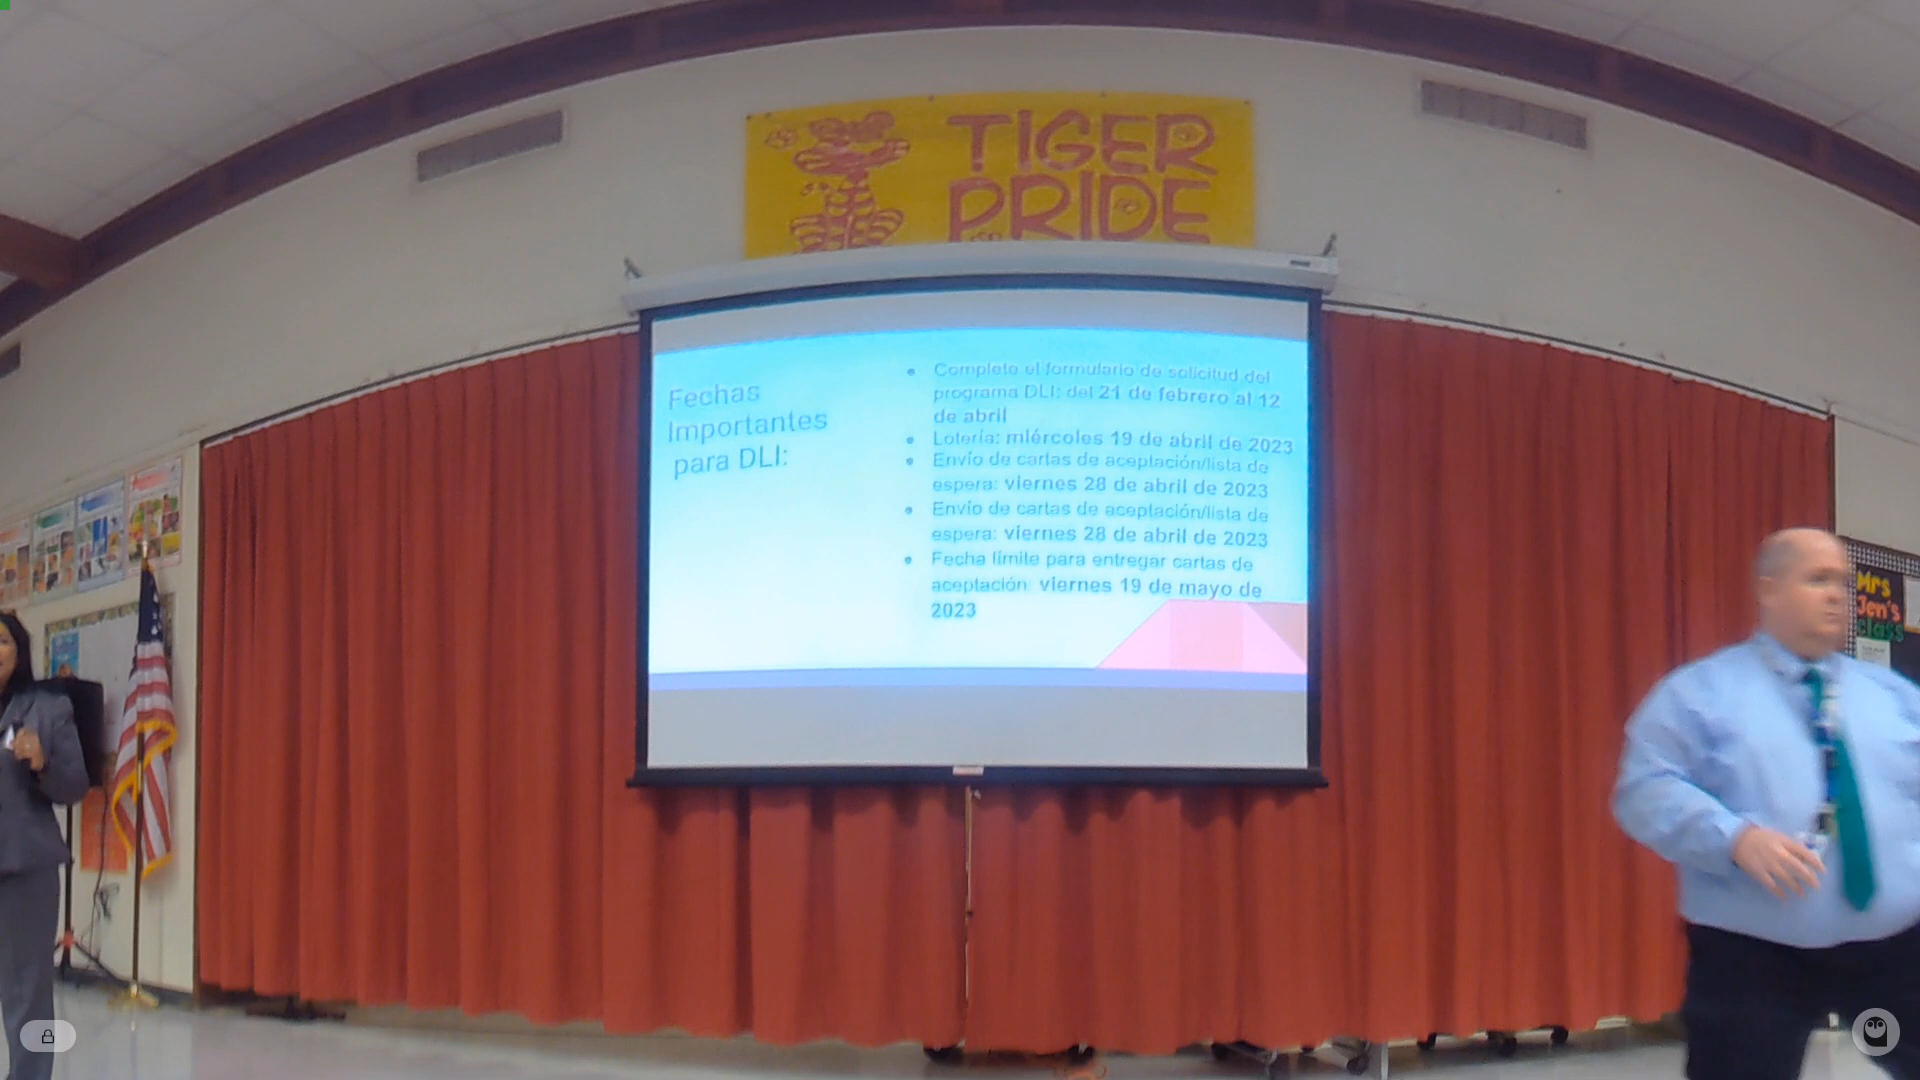 TIGER
PRIDE
Fechas
Importantes
para DLI:
Complete el formulario de solicitud del
programa DLI: del 21 de febrero al 12
de abril
Lotería: miércoles 19 de abril de 2023
Envío de cartas de aceptación/lista de
espera: viernes 28 de abril de 2023
Envío de cartas de aceptación/lista de
espera: viernes 28 de abril de 2023
Fecha límite para entregar cartas de
aceptación: viernes 19 de mayo de
2023
Mrs
Jen's
class